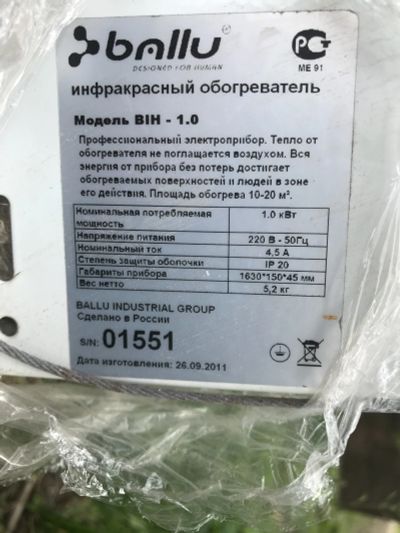 ballu
DESIGNED FOR HUMAN
РСТ
МЕ 91
инфракрасный обогреватель
Модель BIH - 1.0
Профессиональный электроприбор. Тепло от
обогревателя не поглащается воздухом. Вся
энергия от прибора без потерь достигает
обогреваемых поверхностей и людей в зоне
его действия. Площадь обогрева 10-20 м².
Номинальная потребляемая мощность 1.0 кВт
Напряжение питания 220 В - 50Гц
Номинальный ток 4,5 А
Степень защиты оболочки IP 20
Габариты прибора 1630*150*45 мм
Вес нетто 5,2 кг
BALLU INDUSTRIAL GROUP
Сделано в России
S/N: 01551
Дата изготовления: 26.09.2011